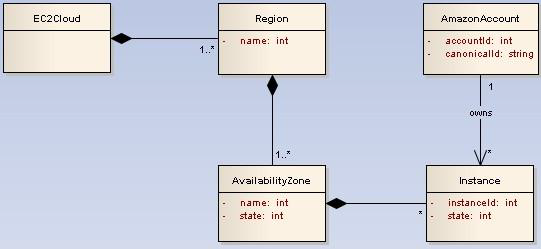 EC2Cloud
Region
- name: int
AmazonAccount
- accountId: int
- canonicalId: string
1..*
1
owns
*
1..*
AvailabilityZone
- name: int
- state: int
*
Instance
- instanceId: int
- state: int